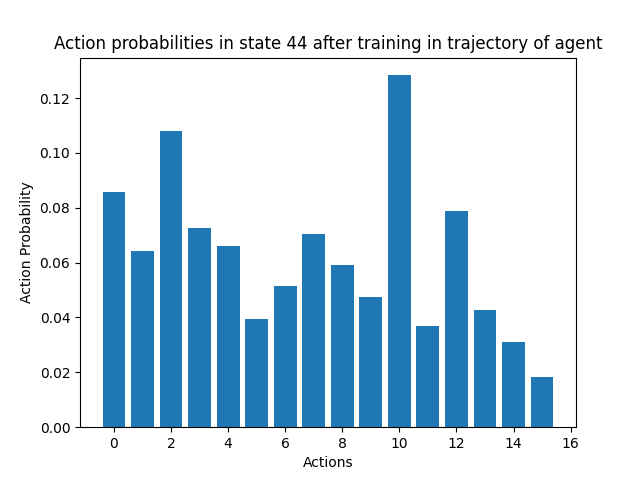 Action probabilities in state 44 after training in trajectory of agent
0.12
0.10
0.08
0.06
0.04
0.02
0.00
Action Probability
0 2 4 6 8 10 12 14 16
Actions